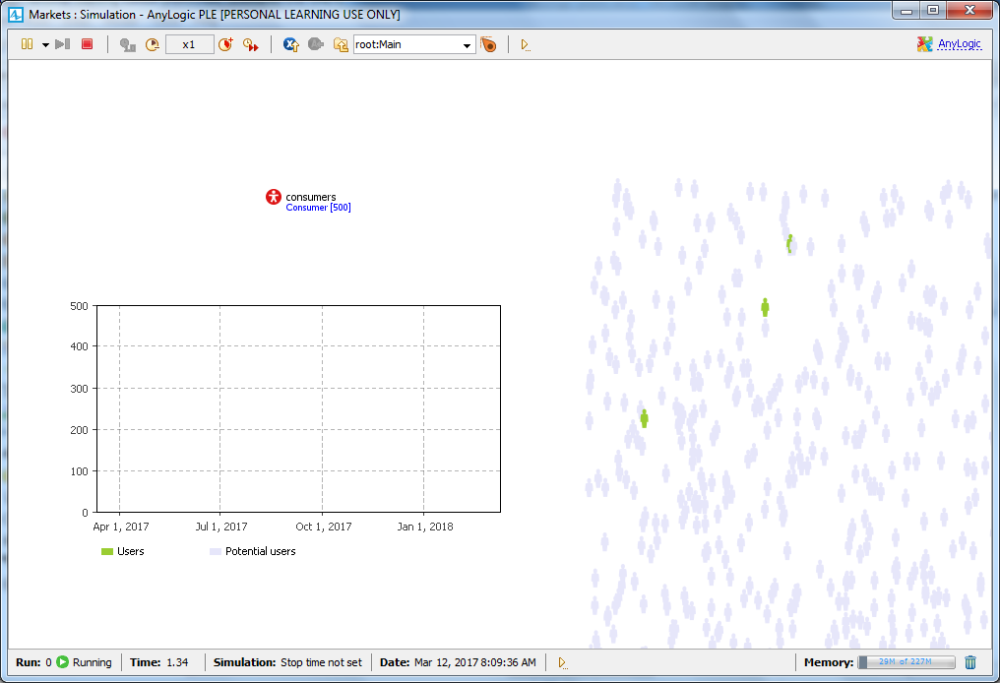 Markets : Simulation - AnyLogic PLE [PERSONAL LEARNING USE ONLY]
x1
root:Main
AnyLogic
consumers
Consumer [500]
500
400
300
200
100
0
Apr 1, 2017 Jul 1, 2017 Oct 1, 2017 Jan 1, 2018
Users Potential users
Run: 0 Running Time: 1.34 Simulation: Stop time not set Date: Mar 12, 2017 8:09:36 AM Memory: 29M of 227M